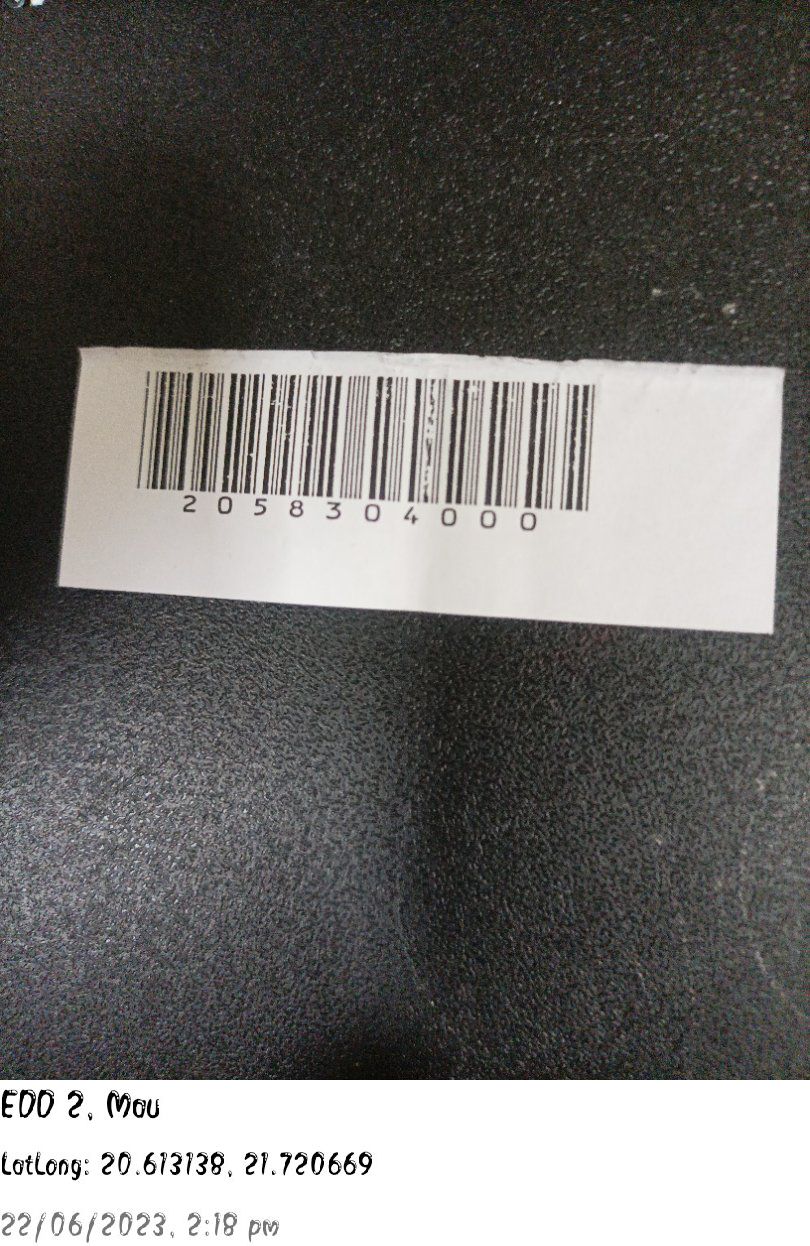 2058304000
EDD 2, Mou
LatLong: 20.613138, 21.720669
22/06/2023, 2:18 pm